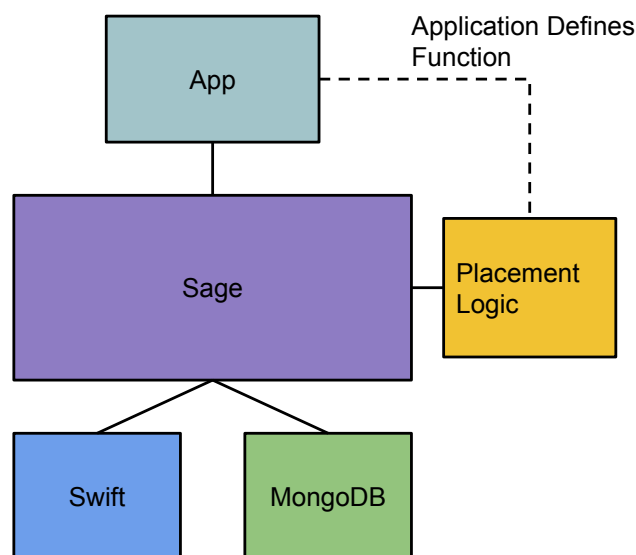 Application Defines
Function
App
Sage
Placement
Logic
Swift
MongoDB